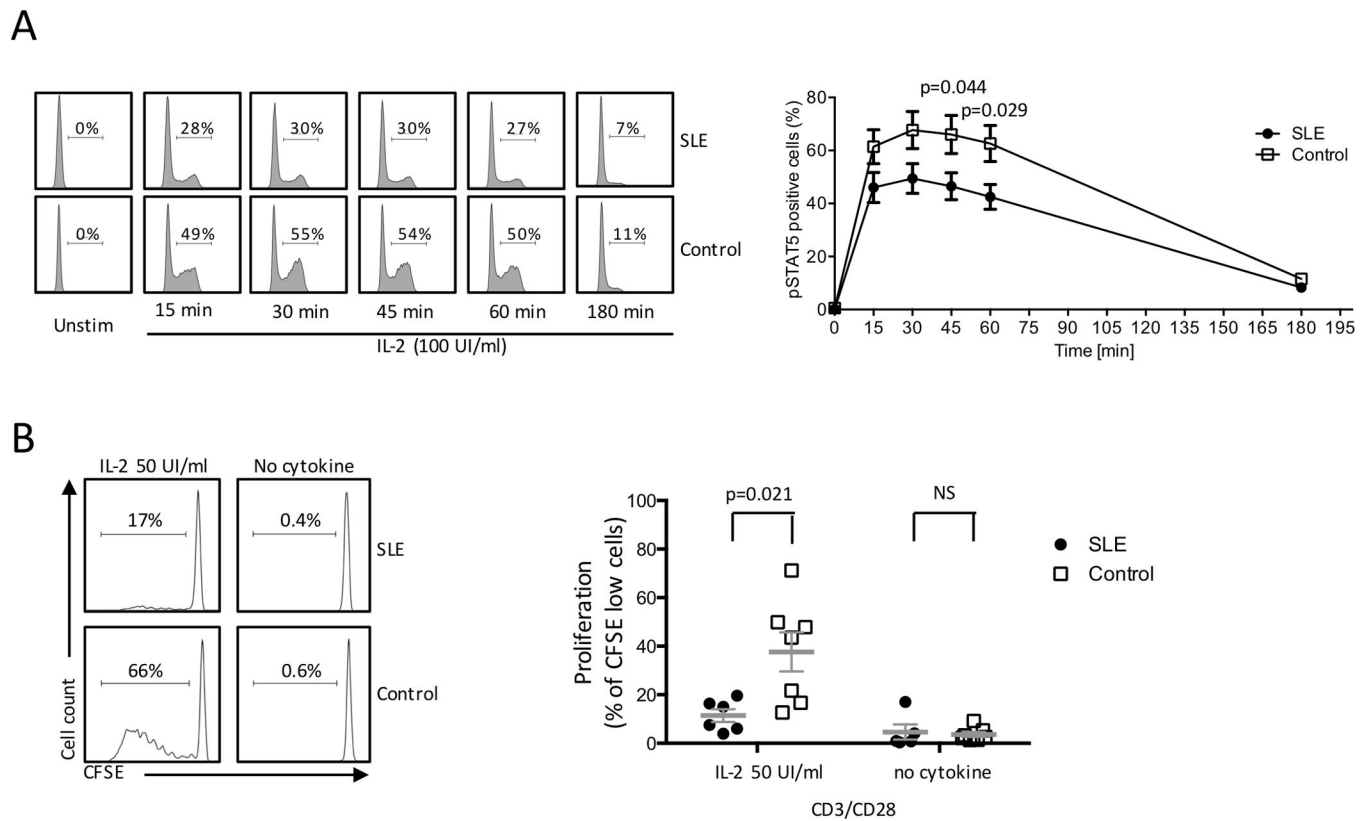 A
0%
28%
30%
30%
27%
7%
SLE
0%
49%
55%
54%
50%
11%
Control
Unstim
15 min
30 min
45 min
60 min
180 min
IL-2 (100 UI/ml)
p=0.044
p=0.029
pSTAT5 positive cells (%)
80
60
40
20
0
0 15 30 45 60 75 90 105 120 135 150 165 180 195
Time [min]
SLE
Control
B
IL-2 50 UI/ml
No cytokine
17%
0.4%
SLE
66%
0.6%
Control
Cell count
CFSE
Proliferation
(% of CFSE low cells)
100
80
60
40
20
0
p=0.021
NS
SLE
Control
IL-2 50 UI/ml
no cytokine
CD3/CD28